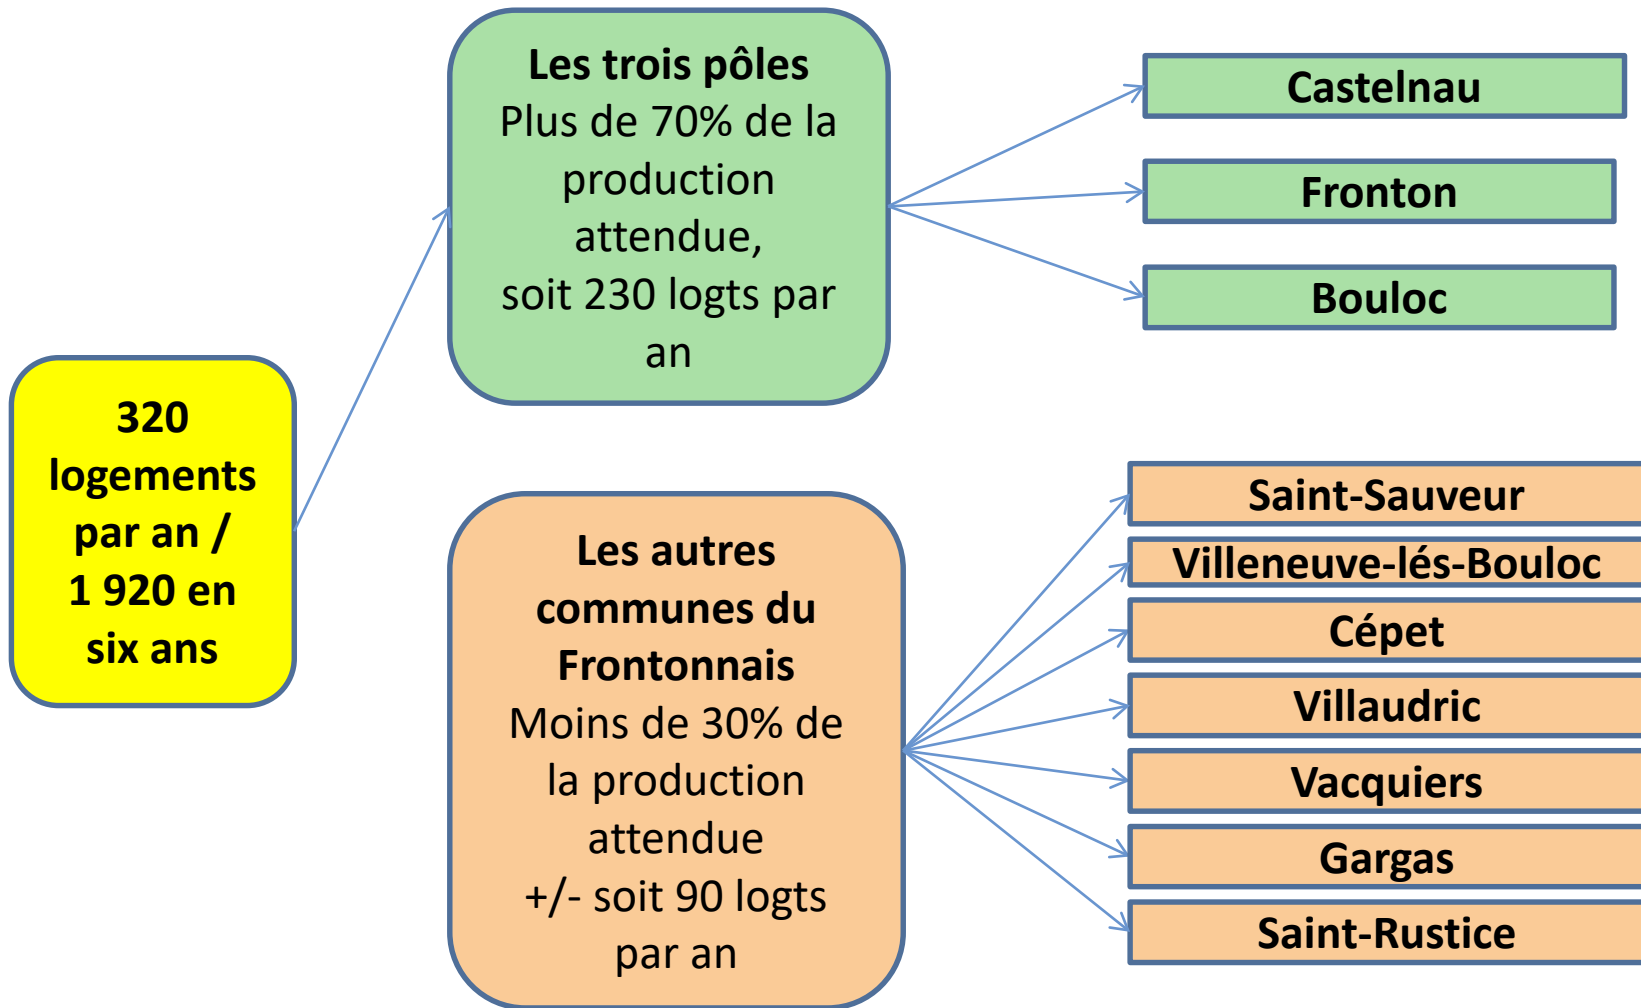 320
logements
par an /
1 920 en
six ans
Les trois pôles
Plus de 70% de la
production
attendue,
soit 230 logts par
an
Castelnau
Fronton
Bouloc
Les autres
communes du
Frontonnais
Moins de 30% de
la production
attendue
+/- soit 90 logts
par an
Saint-Sauveur
Villeneuve-lés-Bouloc
Cépet
Villaudric
Vacquiers
Gargas
Saint-Rustice